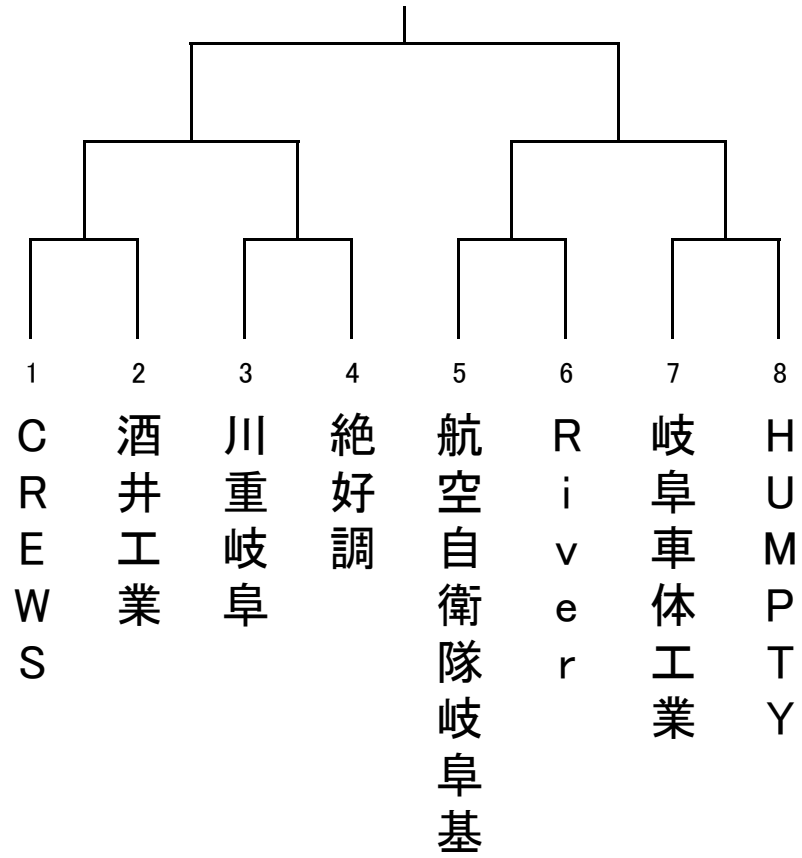 1
2
3
4
5
6
7
8
CREWS
酒井工業
川重岐阜
絶好調
航空自衛隊岐阜基
River
岐阜車体工業
HUMPTY